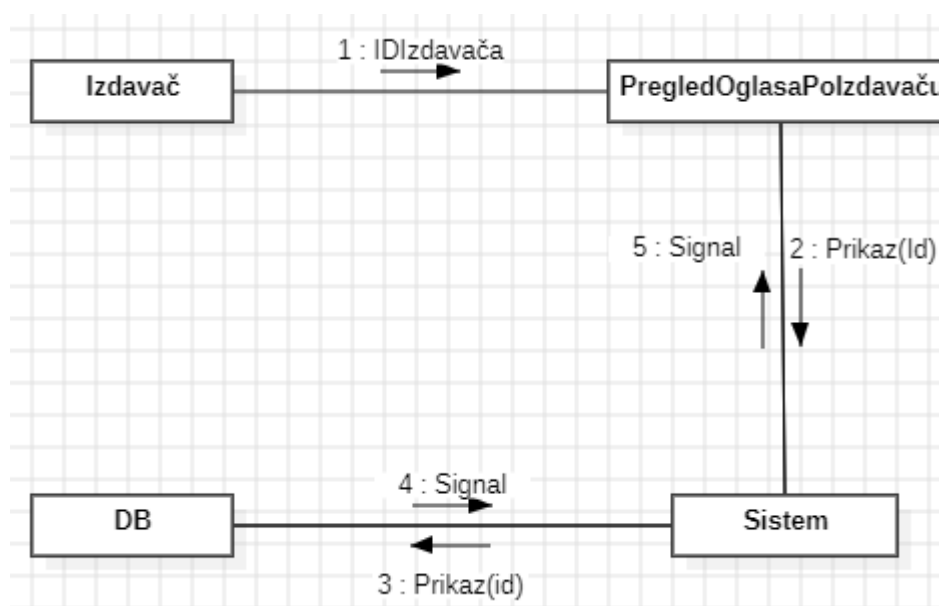 1 : IDIzdavača
Izdavač
PregledOglasaPoIzdavaču
5 : Signal
2 : Prikaz(Id)
4 : Signal
DB
Sistem
3 : Prikaz(id)